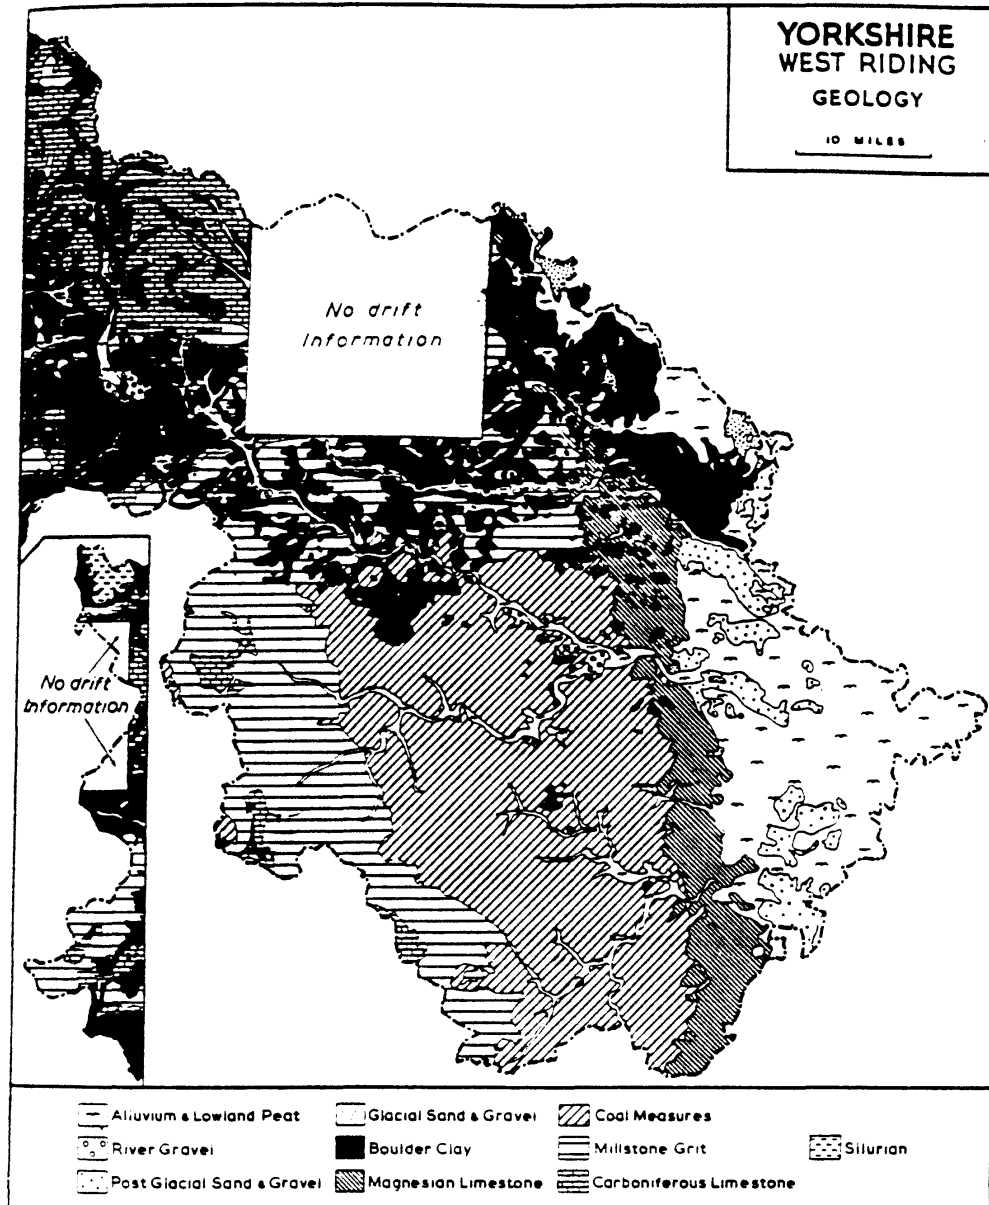 YORKSHIRE
WEST RIDING
GEOLOGY
10 MILES
No drift
Information
No drift
Information
Alluvium & Lowland Peat
Glacial Sand & Gravel
Coal Measures
River Gravel
Boulder Clay
Millstone Grit
Silurian
Post Glacial Sand & Gravel
Magnesian Limestone
Carboniferous Limestone